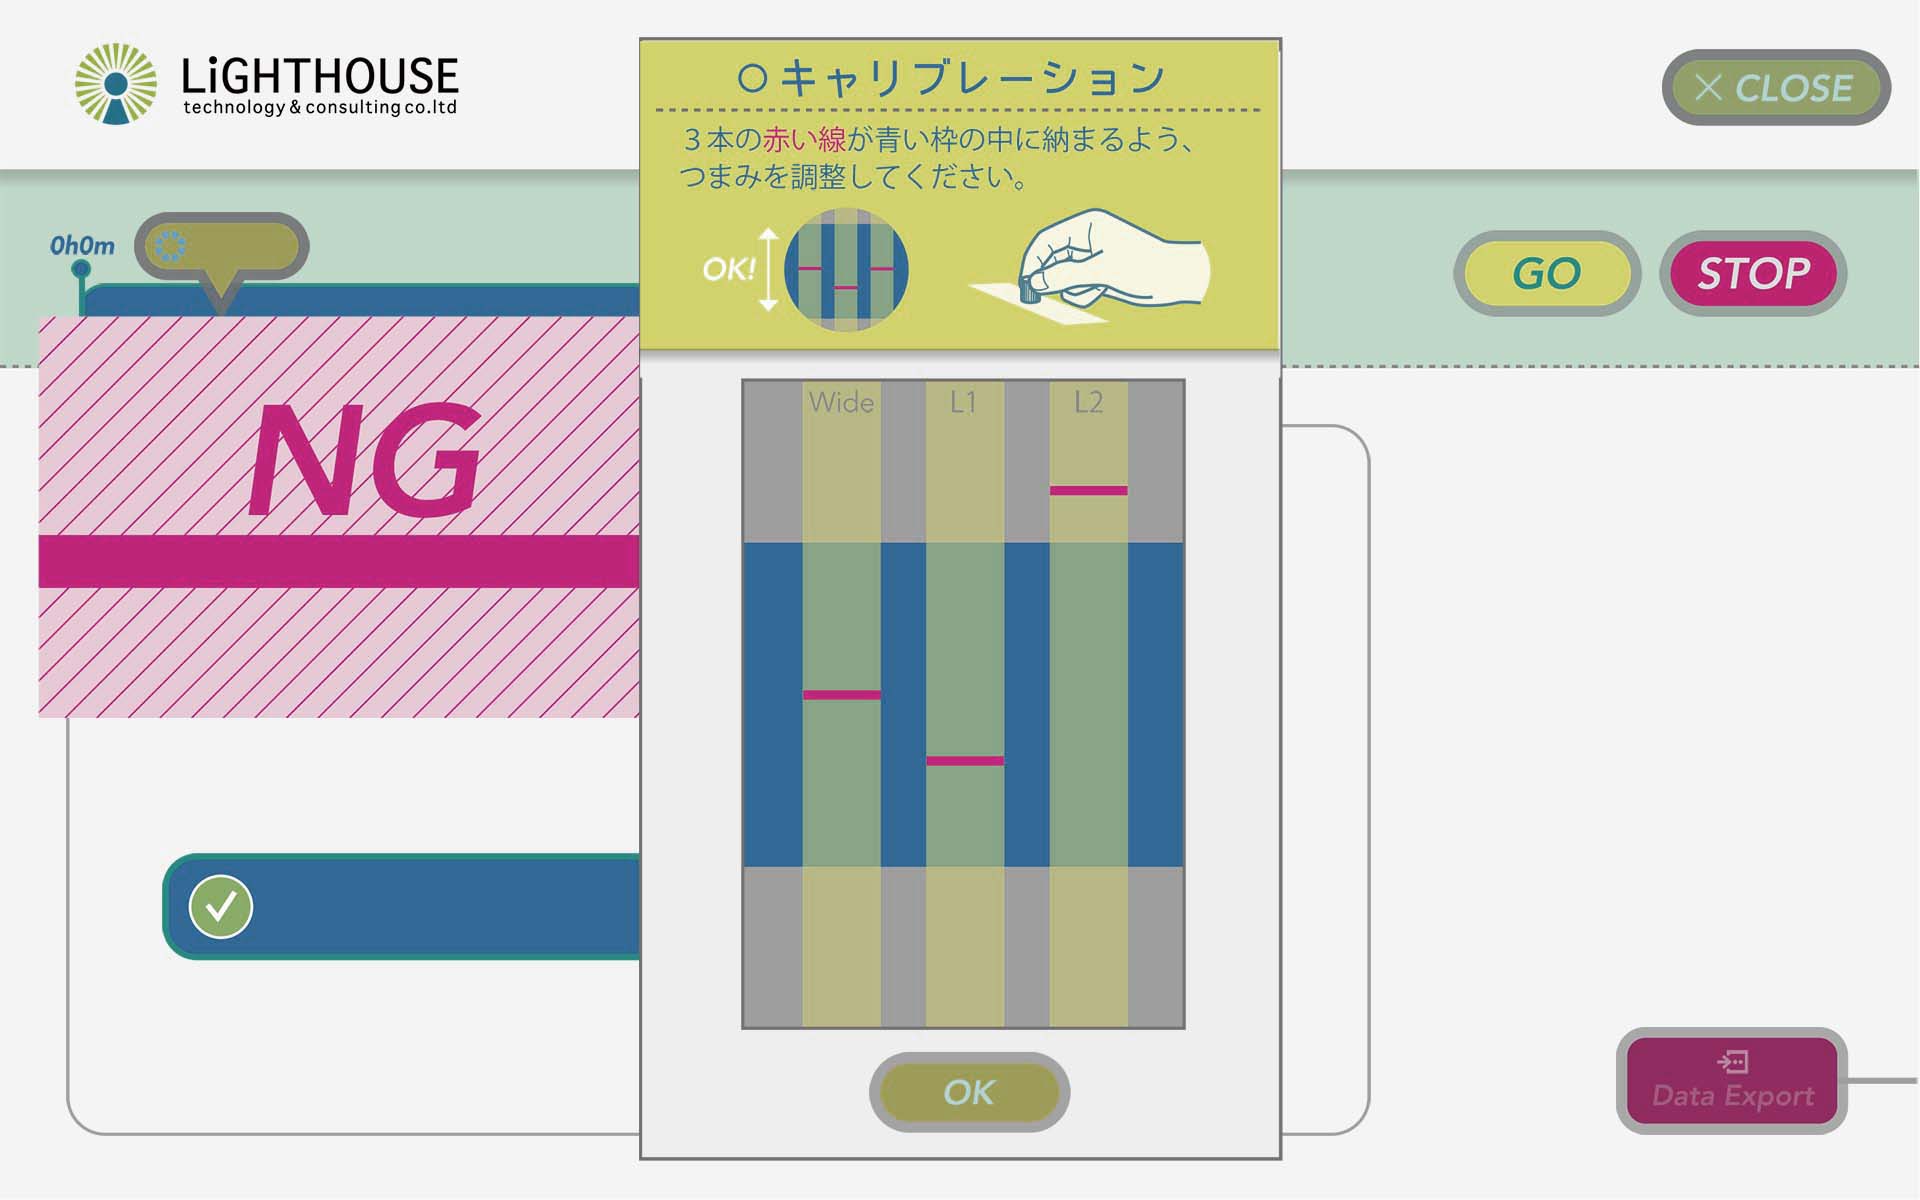 LiGHTHOUSE
technology & consulting co.ltd
○キャリブレーション
3本の赤い線が青い枠の中に納まるよう、
つまみを調整してください。
OK!
× CLOSE
0h0m
GO
STOP
NG
Wide
L1
L2
OK
Data Export